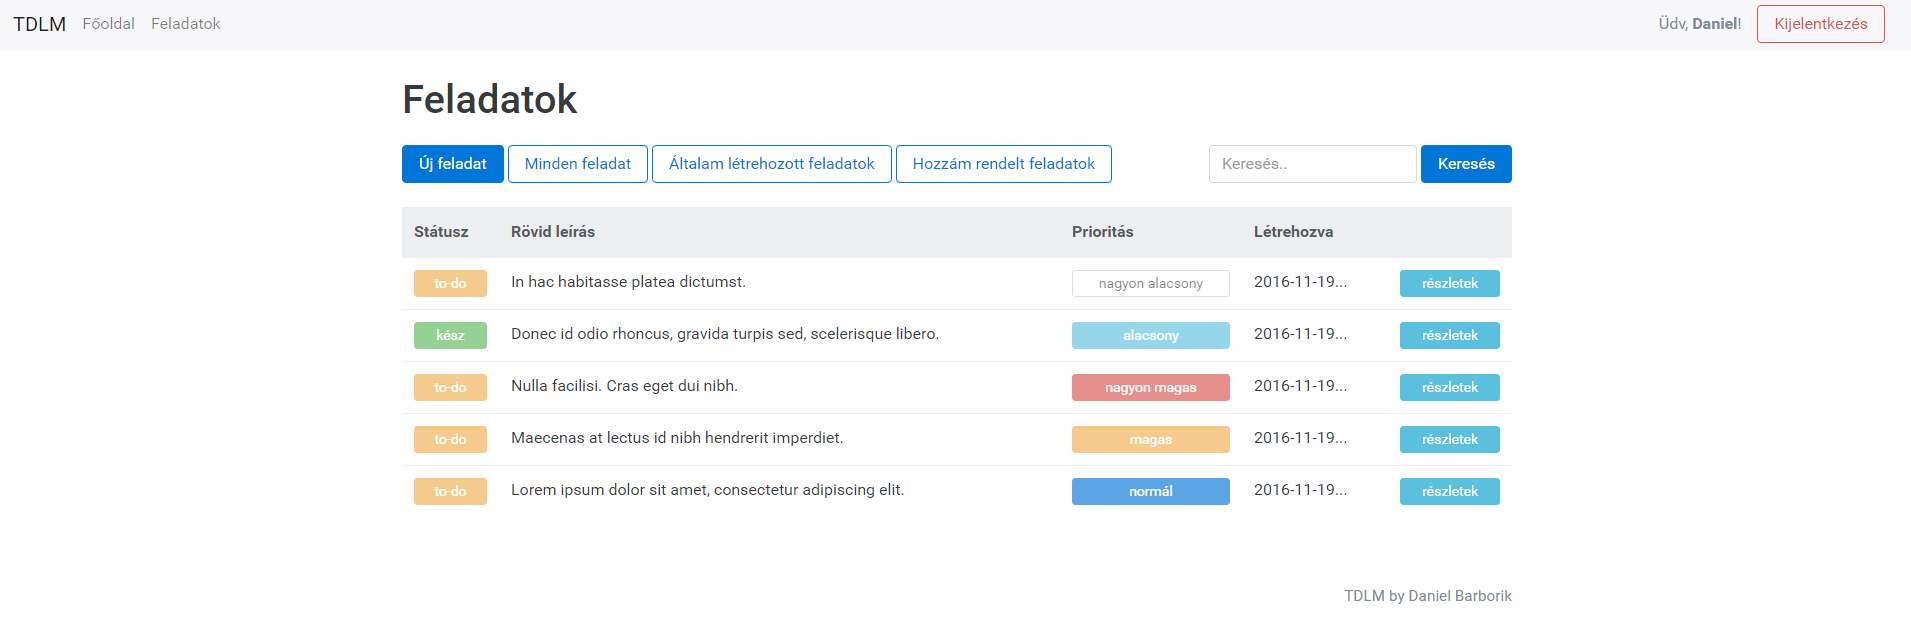 TDLM Főoldal Feladatok Üdv, Daniel! Kijelentkezés
Feladatok
Új feladat Minden feladat Általam létrehozott feladatok Hozzám rendelt feladatok Keresés.. Keresés
Státusz Rövid leírás Prioritás Létrehozva
to-do In hac habitasse platea dictumst. nagyon alacsony 2016-11-19... részletek
kész Donec id odio rhoncus, gravida turpis sed, scelerisque libero. alacsony 2016-11-19... részletek
to-do Nulla facilisi. Cras eget dui nibh. nagyon magas 2016-11-19... részletek
to-do Maecenas at lectus id nibh hendrerit imperdiet. magas 2016-11-19... részletek
to-do Lorem ipsum dolor sit amet, consectetur adipiscing elit. normál 2016-11-19... részletek
TDLM by Daniel Barborik